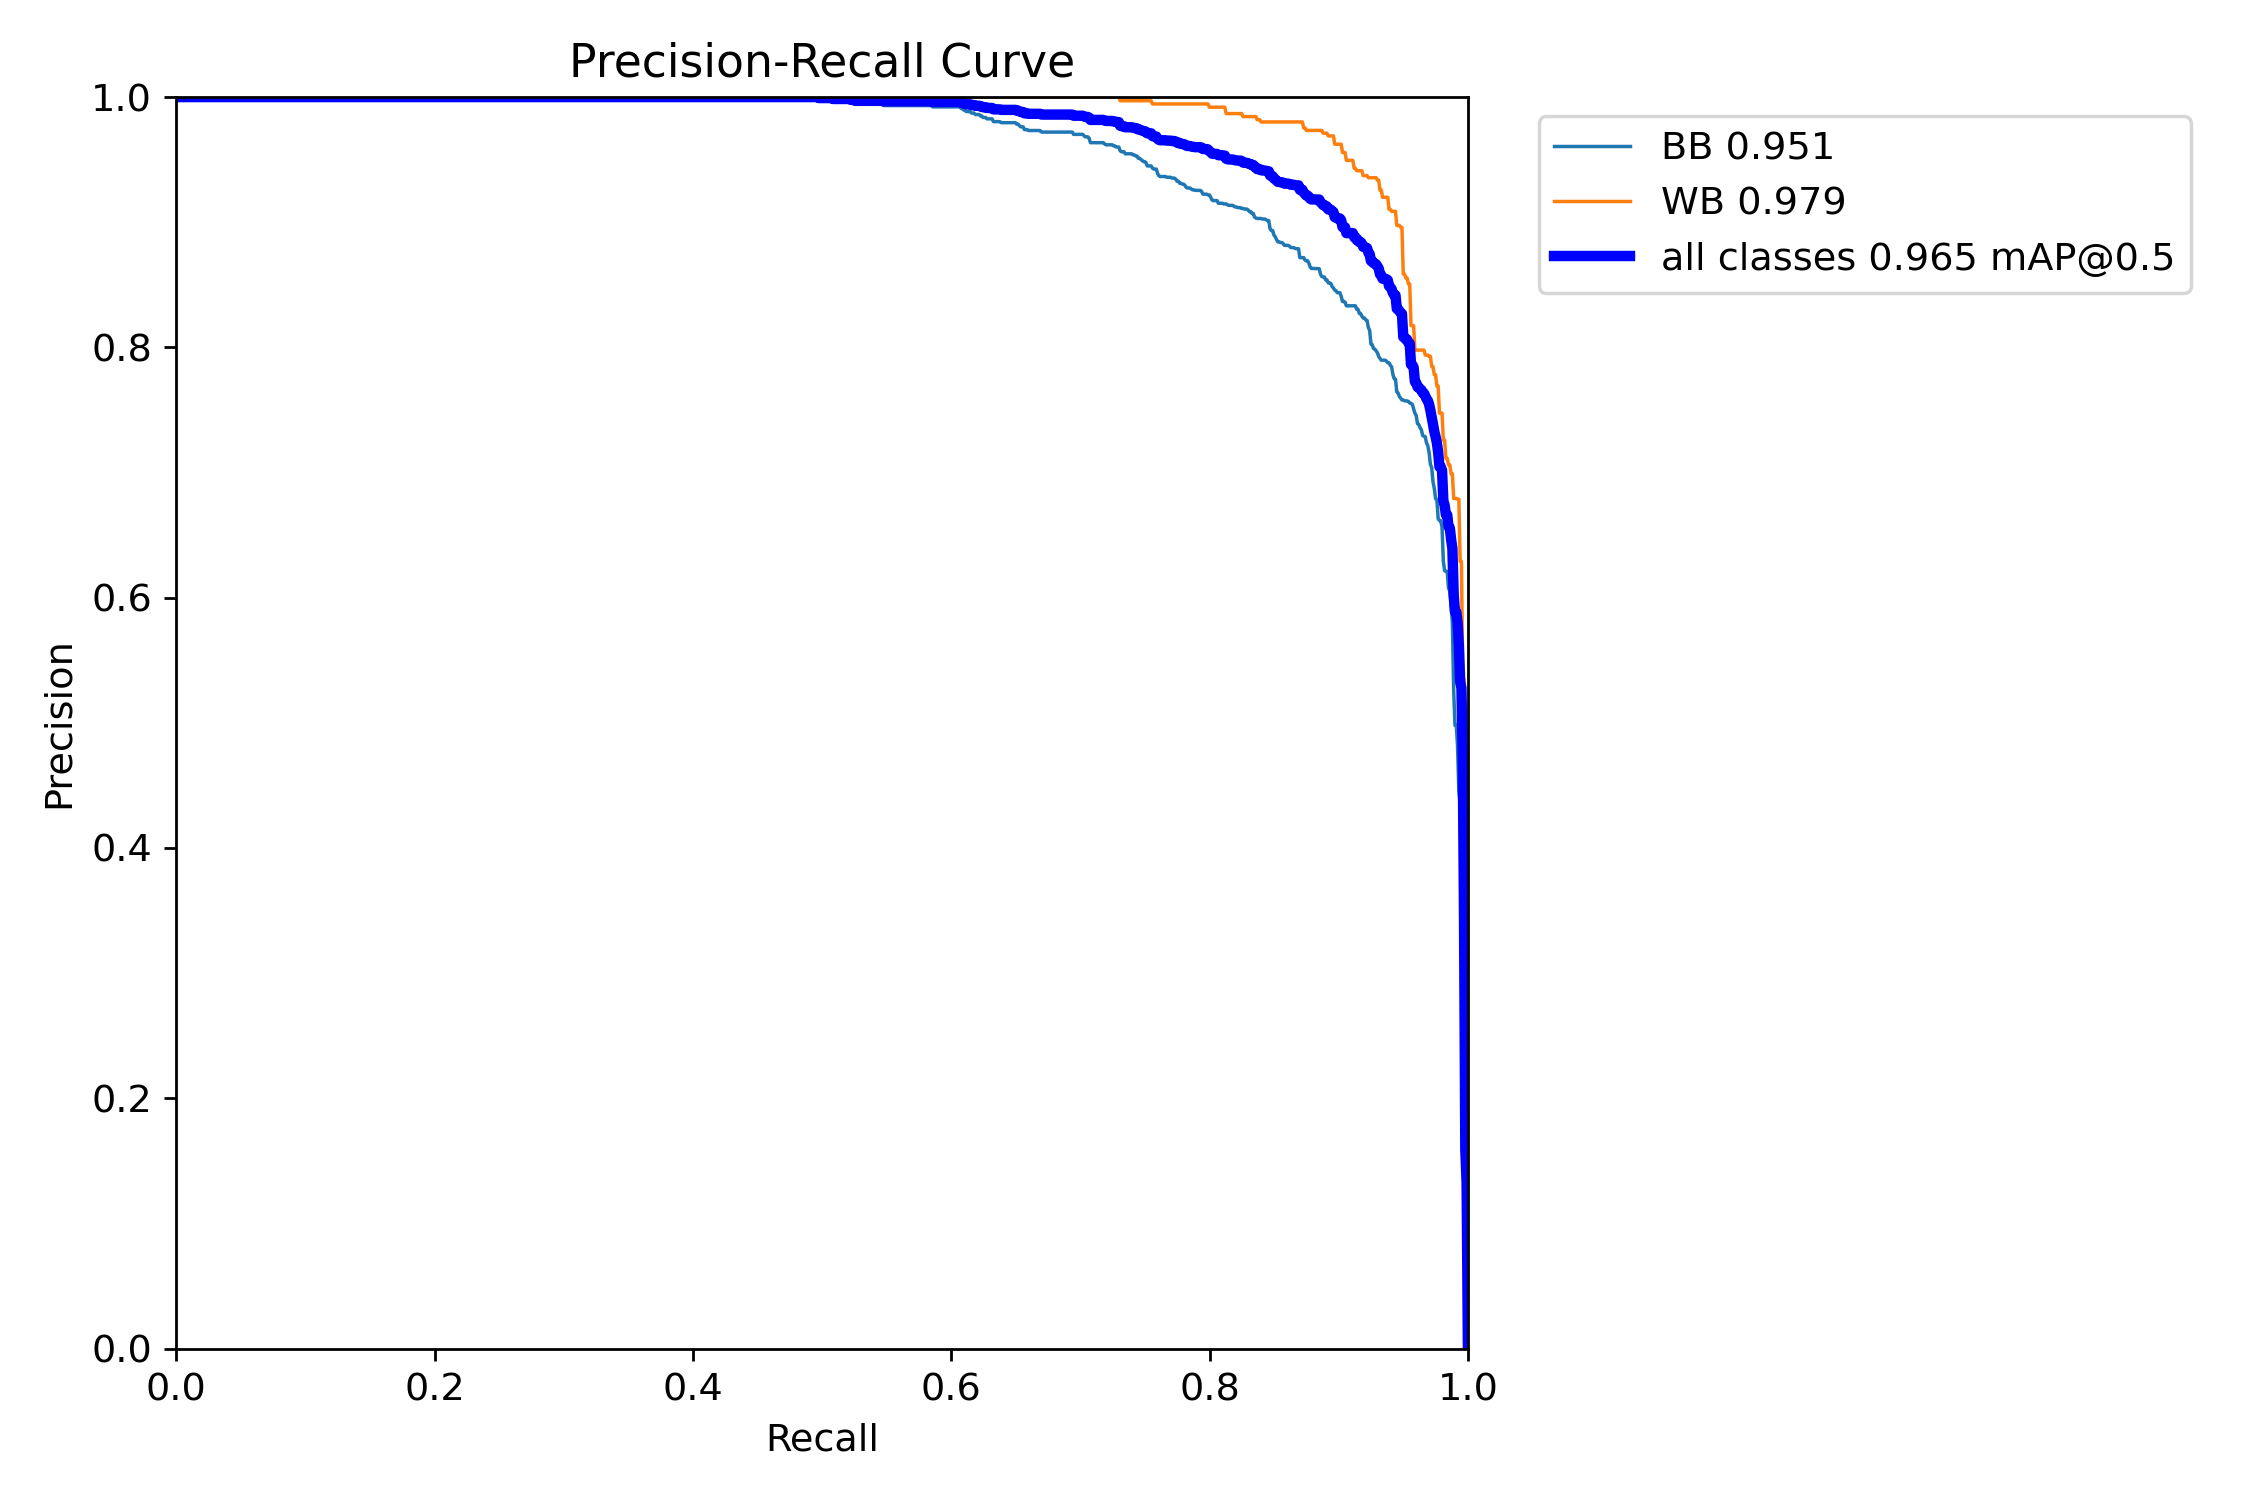 Precision-Recall Curve
1.0
0.8
0.6
0.4
0.2
0.0
Precision
0.0 0.2 0.4 0.6 0.8 1.0
Recall
BB 0.951
WB 0.979
all classes 0.965 mAP@0.5